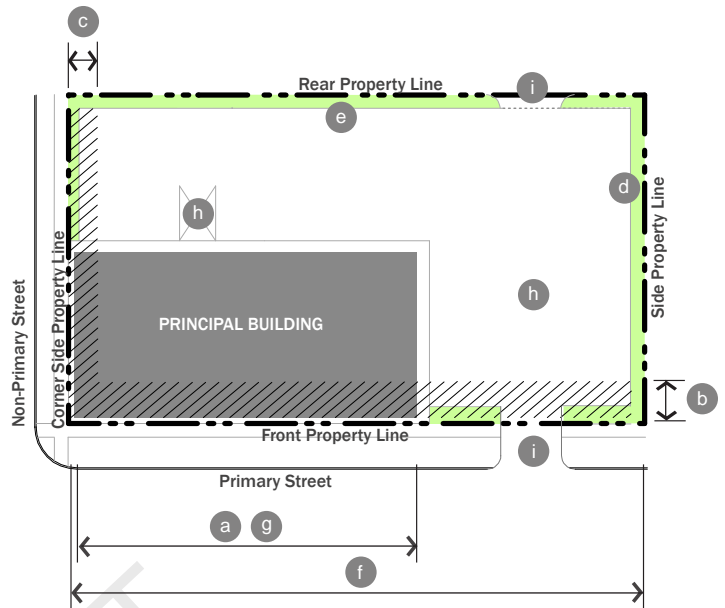 c
Rear Property Line
i
e
d
h
Side Property Line
Non-Primary Street
Corner Side Property Line
h
PRINCIPAL BUILDING
b
Front Property Line
i
Primary Street
a g
f